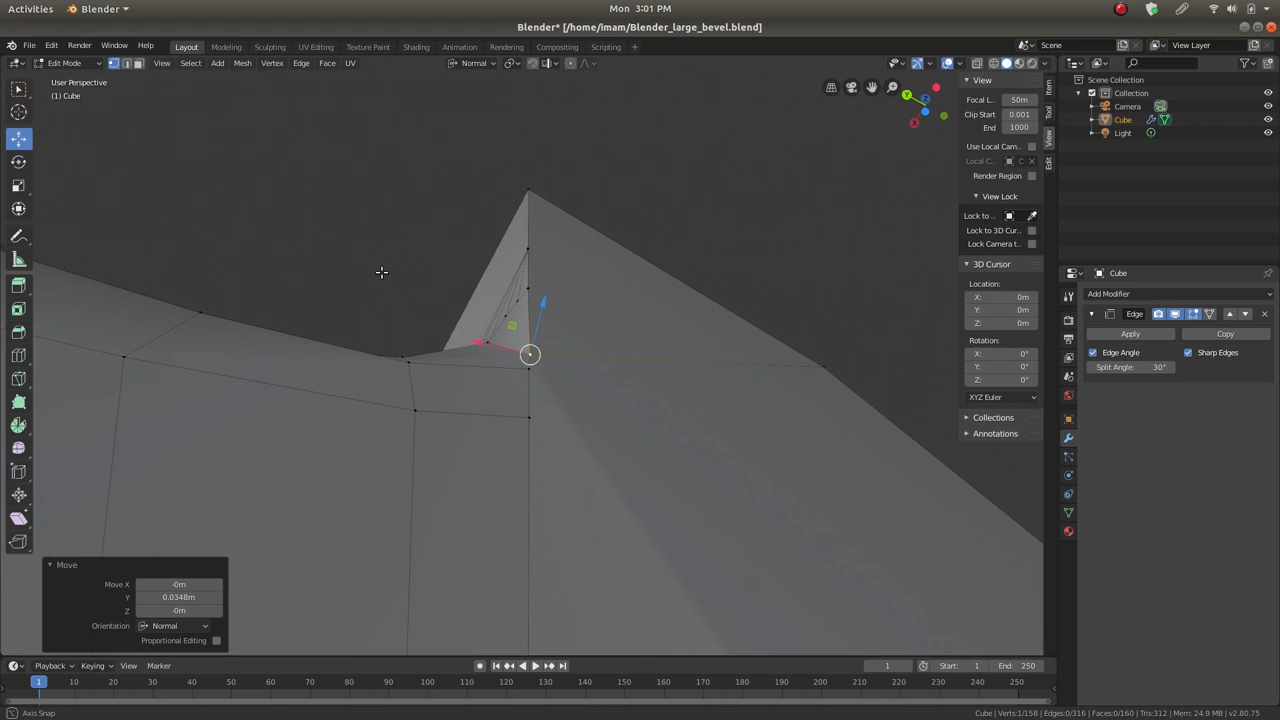 Activities Blender Mon 3:01 PM
Blender* [/home/imam/Blender_large_bevel.blend]
File Edit Render Window Help Layout Modeling Sculpting UV Editing Texture Paint Shading Animation Rendering Compositing Scripting + Scene View Layer
Edit Mode View Select Add Mesh Vertex Edge Face UV Normal
User Perspective
(1) Cube
Y
Z
View
Focal L.. 50m
Clip Start 0.001
End 1000
Use Local Cam..
Local C.. C
Render Region
View Lock
Lock to ..
Lock to 3D Cur..
Lock Camera t..
3D Cursor
Location:
X: 0m
Y: 0m
Z: 0m
Rotation:
X: 0°
Y: 0°
Z: 0°
XYZ Euler
Collections
Annotations
Item
Tool
View
Edit
Scene Collection
Collection
Camera
Cube
Light
Cube
Add Modifier
Edge
Apply Copy
Edge Angle Sharp Edges
Split Angle: 30°
Move
Move X -0m
Y 0.0348m
Z -0m
Orientation Normal
Proportional Editing
Playback Keying View Marker 1 Start: 1 End: 250
1 10 20 30 40 50 60 70 80 90 100 110 120 130 140 150 160 170 180 190 200 210 220 230 240 250
Axis Snap Cube | Verts:1/158 | Edges:0/316 | Faces:0/160 | Tris:312 | Mem: 24.9 MB | v2.80.75